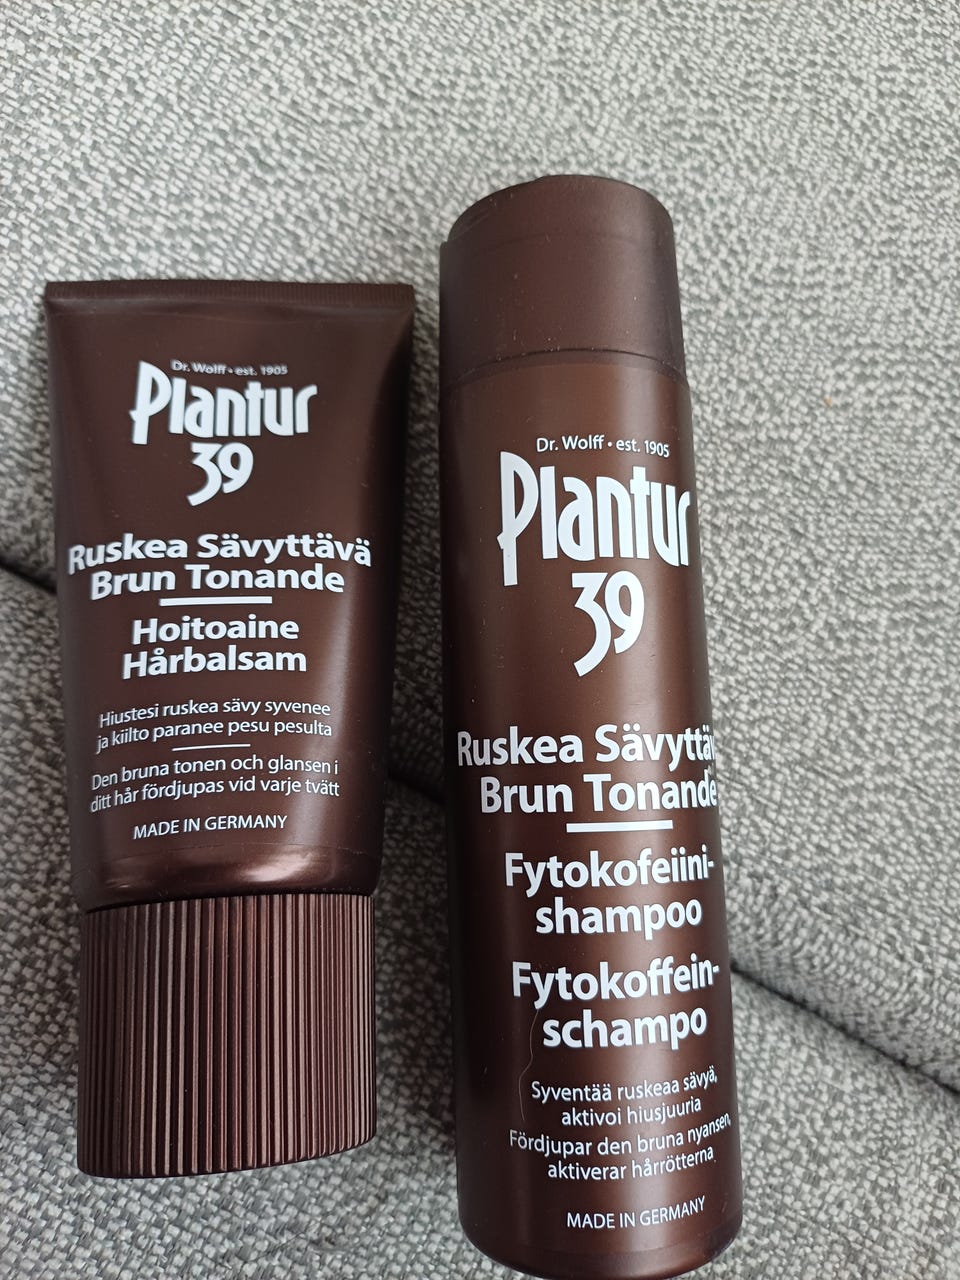 Dr. Wolff • est. 1905
Plantur
39
Ruskea Sävyttävä
Brun Tonande
Hoitoaine
Hårbalsam
Hiustesi ruskea sävy syvenee
ja kiilto paranee pesu pesulta
Den bruna tonen och glansen i
ditt hår fördjupas vid varje tvätt
MADE IN GERMANY
Dr. Wolff • est. 1905
Plantur
39
Ruskea Sävyttäv
Brun Tonande
Fytokofeiini-
shampoo
Fytokoffein-
schampo
Syventää ruskeaa sävyä,
aktivoi hiusjuuria
Fördjupar den bruna nyansen,
aktiverar hårrötterna
MADE IN GERMANY